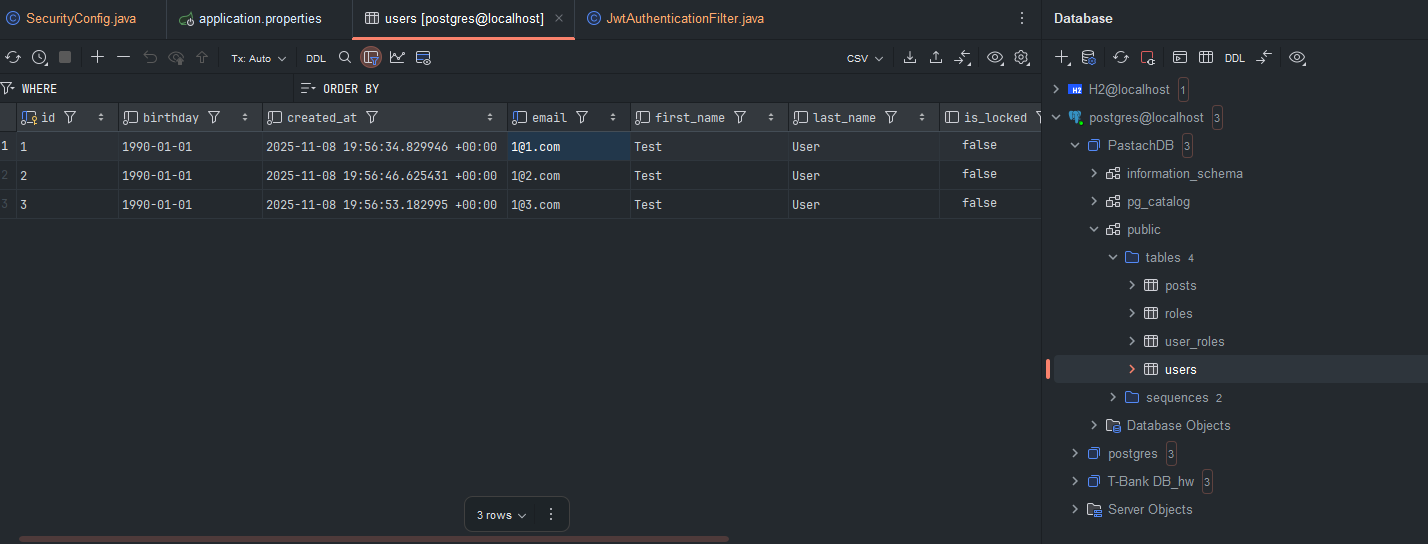 SecurityConfig.java application.properties users [postgres@localhost] JwtAuthenticationFilter.java Database
Tx: Auto DDL CSV DDL
WHERE ORDER BY
H2 H2@localhost 1
id birthday created_at email first_name last_name is_locked
postgres@localhost 3
1 1 1990-01-01 2025-11-08 19:56:34.829946 +00:00 1@1.com Test User false
PastachDB 3
2 2 1990-01-01 2025-11-08 19:56:46.625431 +00:00 1@2.com Test User false
information_schema
3 3 1990-01-01 2025-11-08 19:56:53.182995 +00:00 1@3.com Test User false
pg_catalog
public
tables 4
posts
roles
user_roles
users
sequences 2
Database Objects
postgres 3
T-Bank DB_hw 3
Server Objects
3 rows